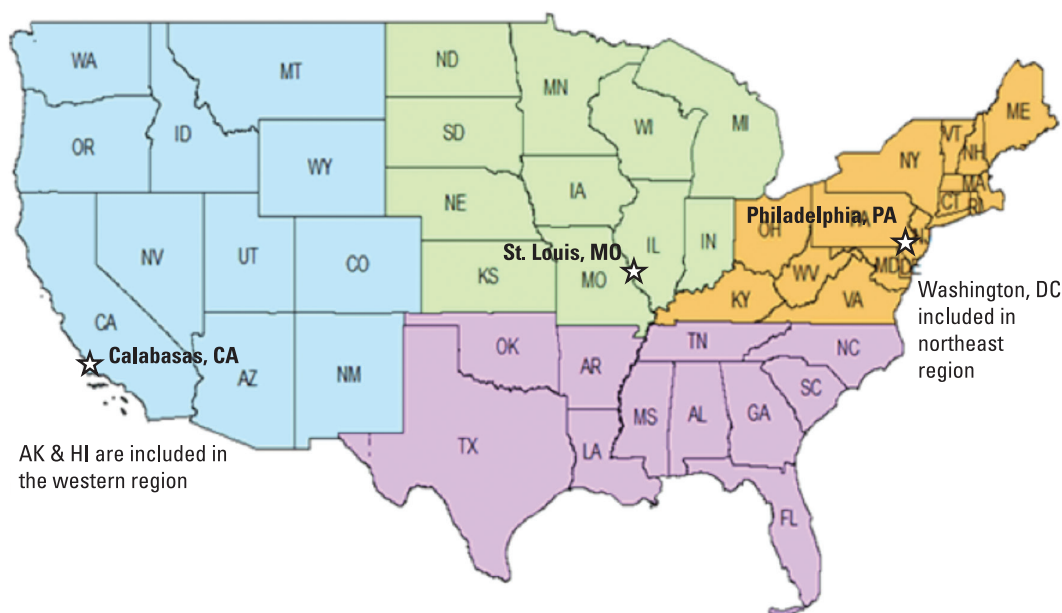 WA
MT
ND
MN
ME
OR
ID
SD
WI
MI
VT
NH
NY
WY
MA
CT
RI
IA
NE
Philadelphia, PA
PA
NJ
OH
NV
UT
CO
St. Louis, MO
IL
IN
KS
MO
WV
MD
DE
KY
VA
Washington, DC
included in
northeast
region
CA
Calabasas, CA
AZ
NM
OK
AR
TN
NC
SC
MS
AL
GA
AK & HI are included in
the western region
TX
LA
FL